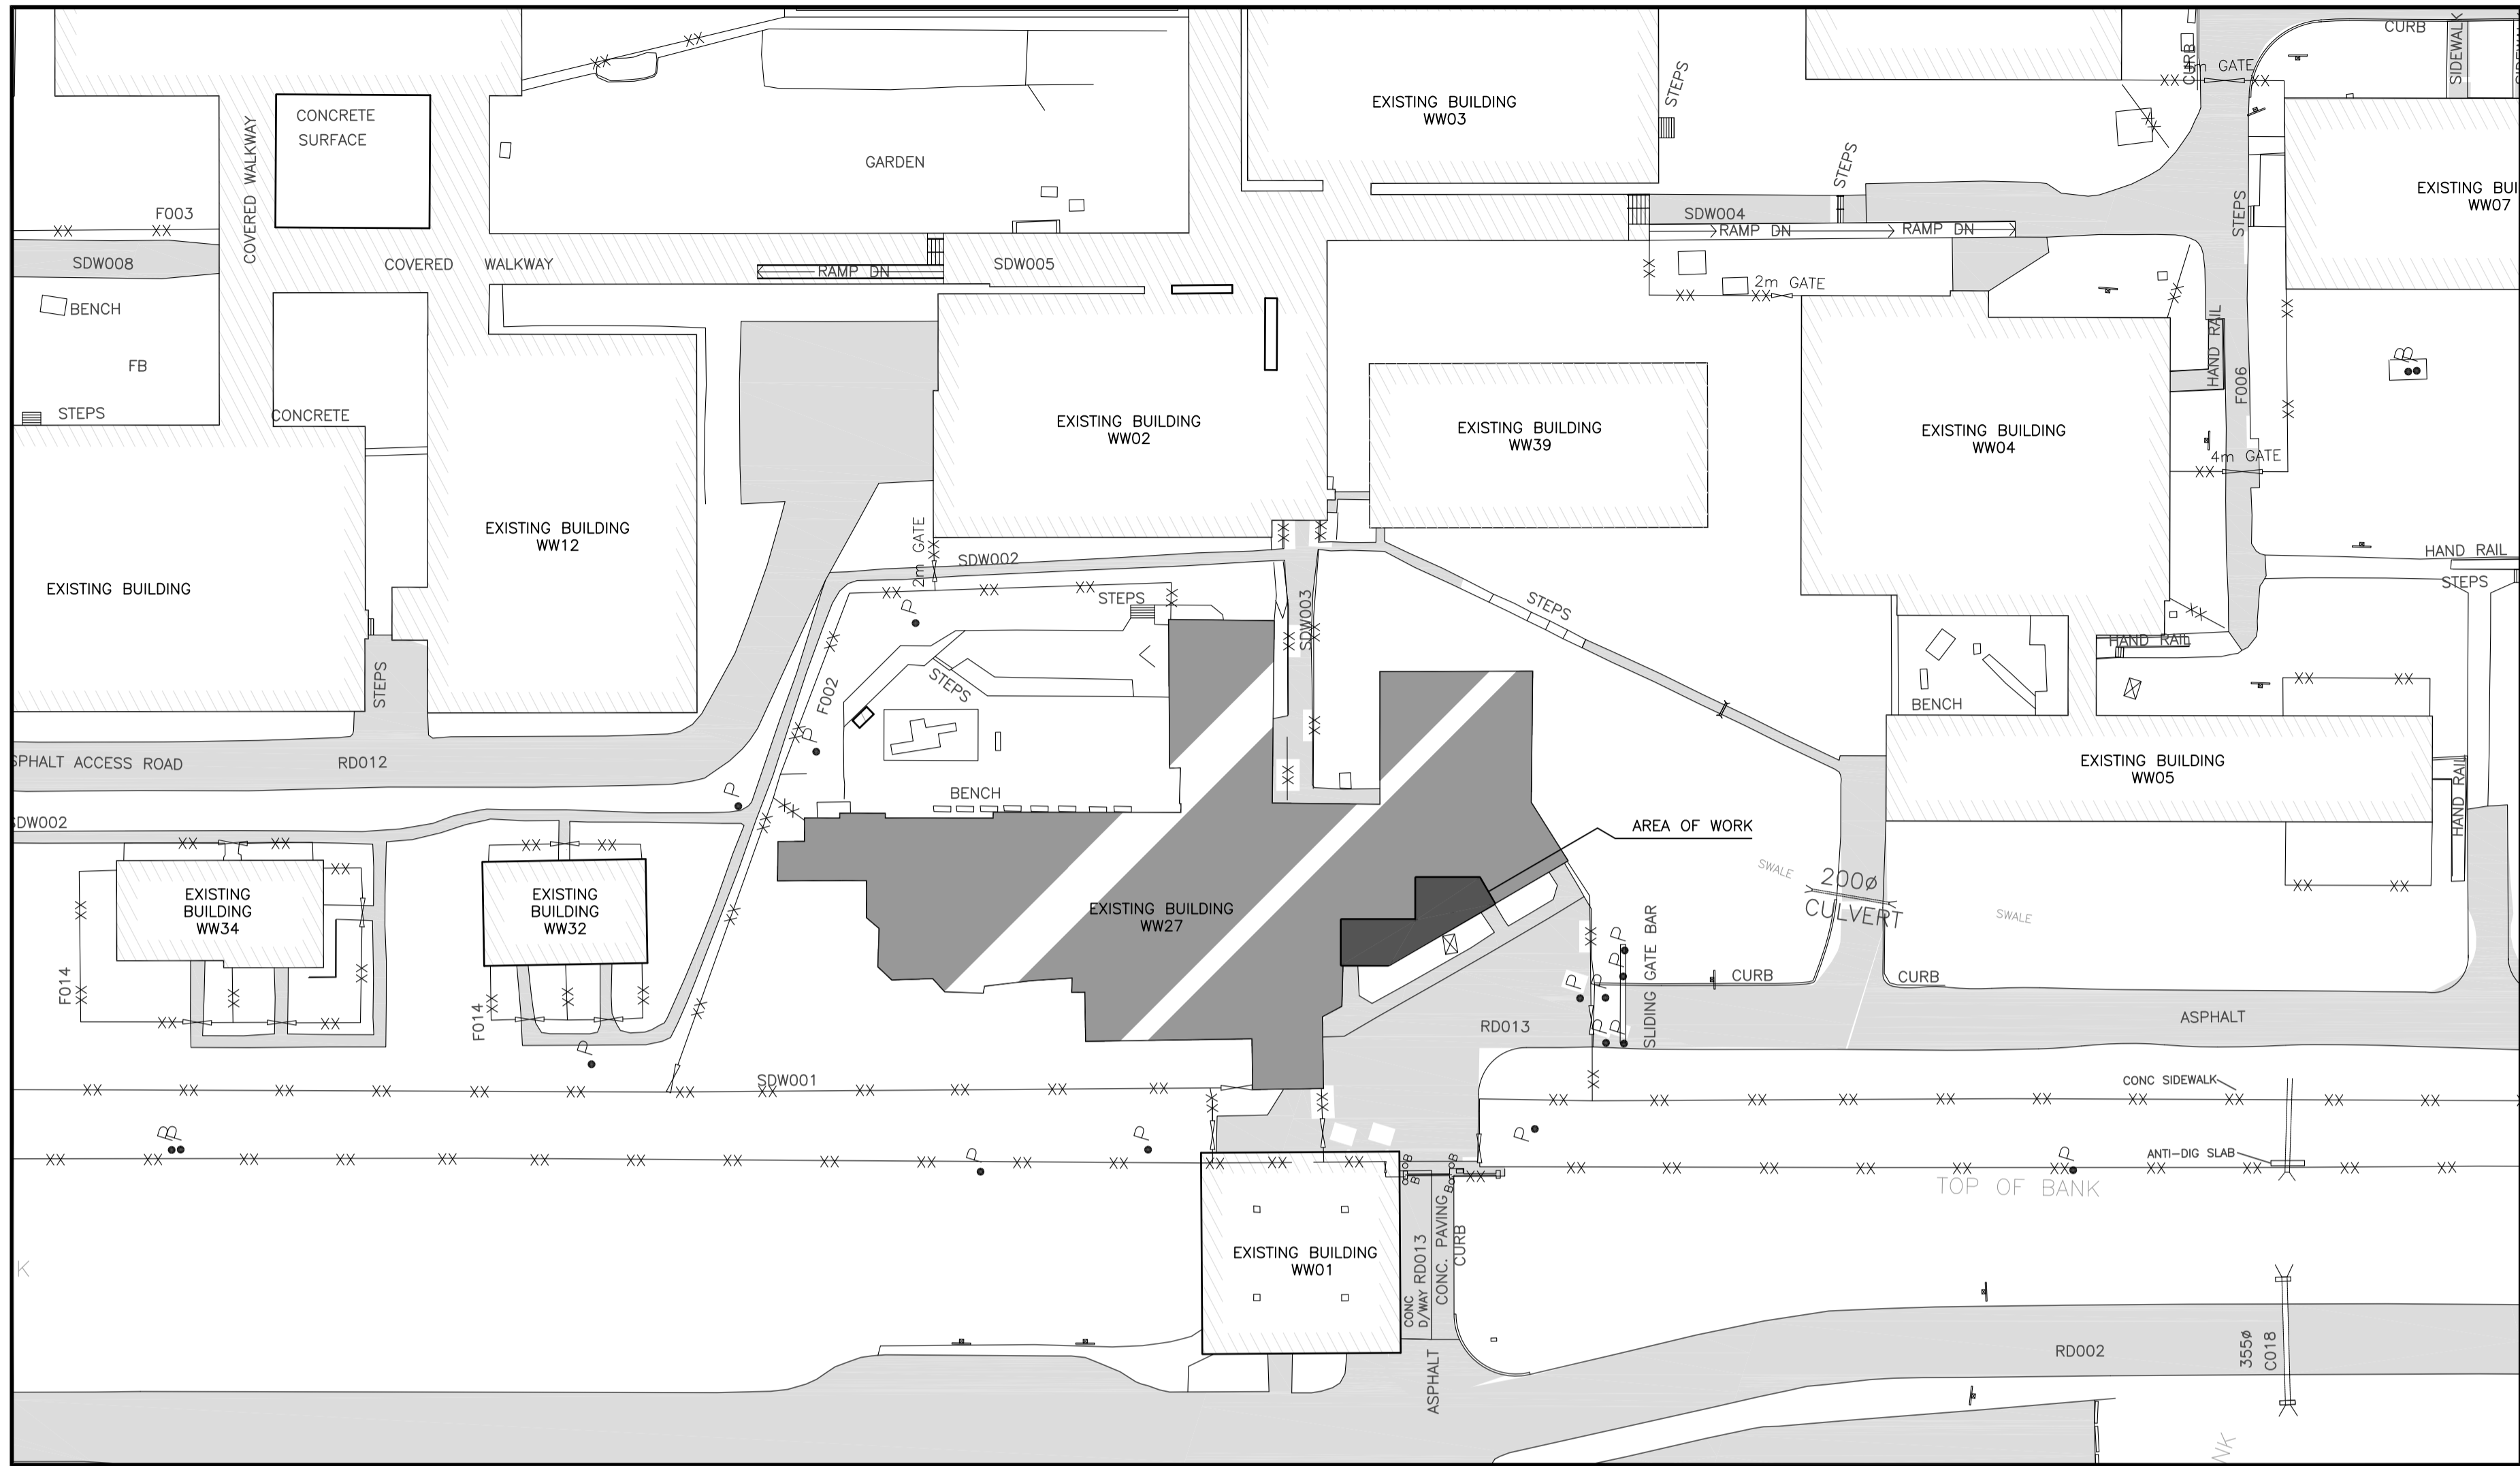 CURB
SIDEWALK
CURB
GATE
STEPS
EXISTING BUILDING
WW03
CONCRETE
SURFACE
COVERED WALKWAY
GARDEN
STEPS
EXISTING BUI
WW07
F003
SDW004
STEPS
RAMP DN
RAMP DN
SDW008
COVERED WALKWAY
RAMP DN
SDW005
2m GATE
BENCH
HAND RAIL
FB
F006
B
STEPS
CONCRETE
EXISTING BUILDING
WW02
EXISTING BUILDING
WW39
EXISTING BUILDING
WW04
4m GATE
EXISTING BUILDING
WW12
2m GATE
SDW002
HAND RAIL
STEPS
EXISTING BUILDING
STEPS
P
SDW003
STEPS
HAND RAIL
STEPS
F002
STEPS
BENCH
P
SPHALT ACCESS ROAD
RD012
EXISTING BUILDING
WW05
HAND RAIL
P
BENCH
SDW002
AREA OF WORK
SWALE
200ø
CULVERT
SWALE
EXISTING
BUILDING
WW34
EXISTING
BUILDING
WW32
EXISTING BUILDING
WW27
F014
F014
P
P
P
P
P
P
SLIDING GATE BAR
CURB
CURB
RD013
ASPHALT
P
SDW001
CONC SIDEWALK
B
P
P
P
P
ANTI-DIG SLAB
B
B
B
B
TOP OF BANK
EXISTING BUILDING
WW01
CONC
D/WAY RD013
CONC. PAVING
CURB
K
RD002
355ø
C018
ASPHALT
NK